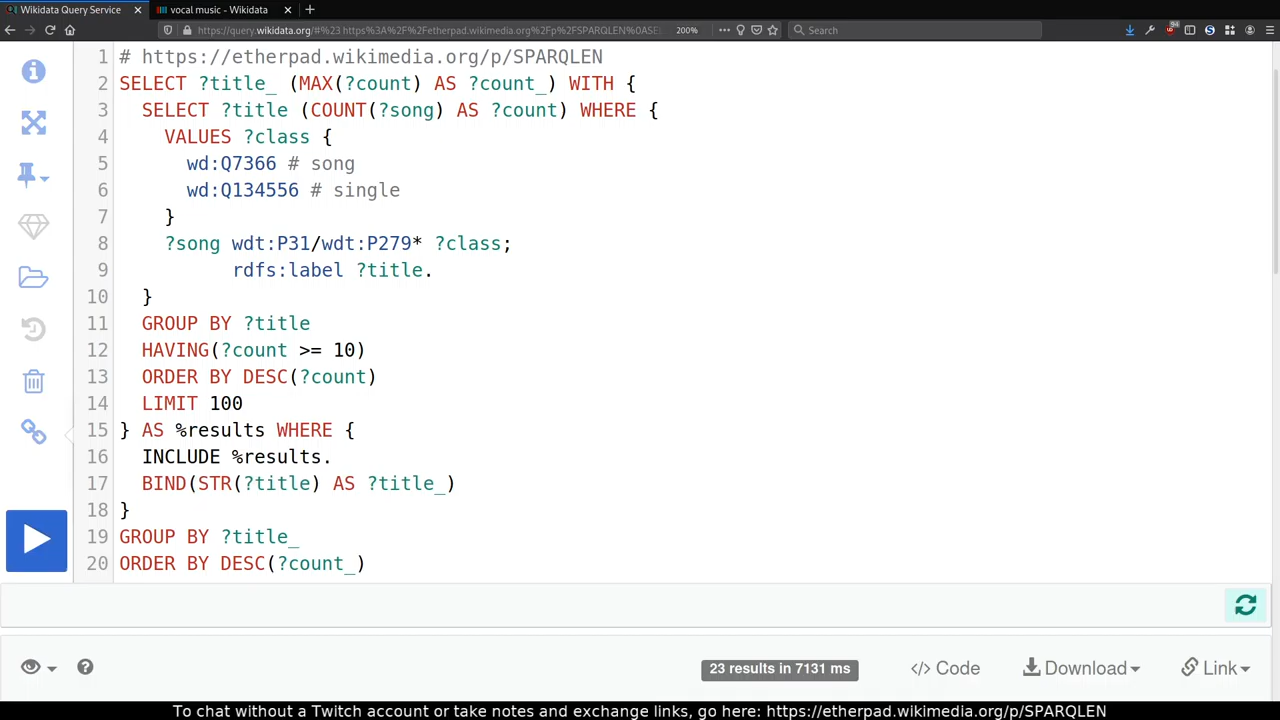 Wikidata Query Service
vocal music - Wikidata
https://query.wikidata.org/#%23 https%3A%2F%2Fetherpad.wikimedia.org%2Fp%2FSPARQLEN%0ASE
200%
Search
94
1 # https://etherpad.wikimedia.org/p/SPARQLEN
2 SELECT ?title_ (MAX(?count) AS ?count_) WITH {
3 SELECT ?title (COUNT(?song) AS ?count) WHERE {
4 VALUES ?class {
5 wd:Q7366 # song
6 wd:Q134556 # single
7 }
8 ?song wdt:P31/wdt:P279* ?class;
9 rdfs:label ?title.
10 }
11 GROUP BY ?title
12 HAVING(?count >= 10)
13 ORDER BY DESC(?count)
14 LIMIT 100
15 } AS %results WHERE {
16 INCLUDE %results.
17 BIND(STR(?title) AS ?title_)
18 }
19 GROUP BY ?title_
20 ORDER BY DESC(?count_)
23 results in 7131 ms
</> Code
Download
Link
To chat without a Twitch account or take notes and exchange links, go here: https://etherpad.wikimedia.org/p/SPARQLEN